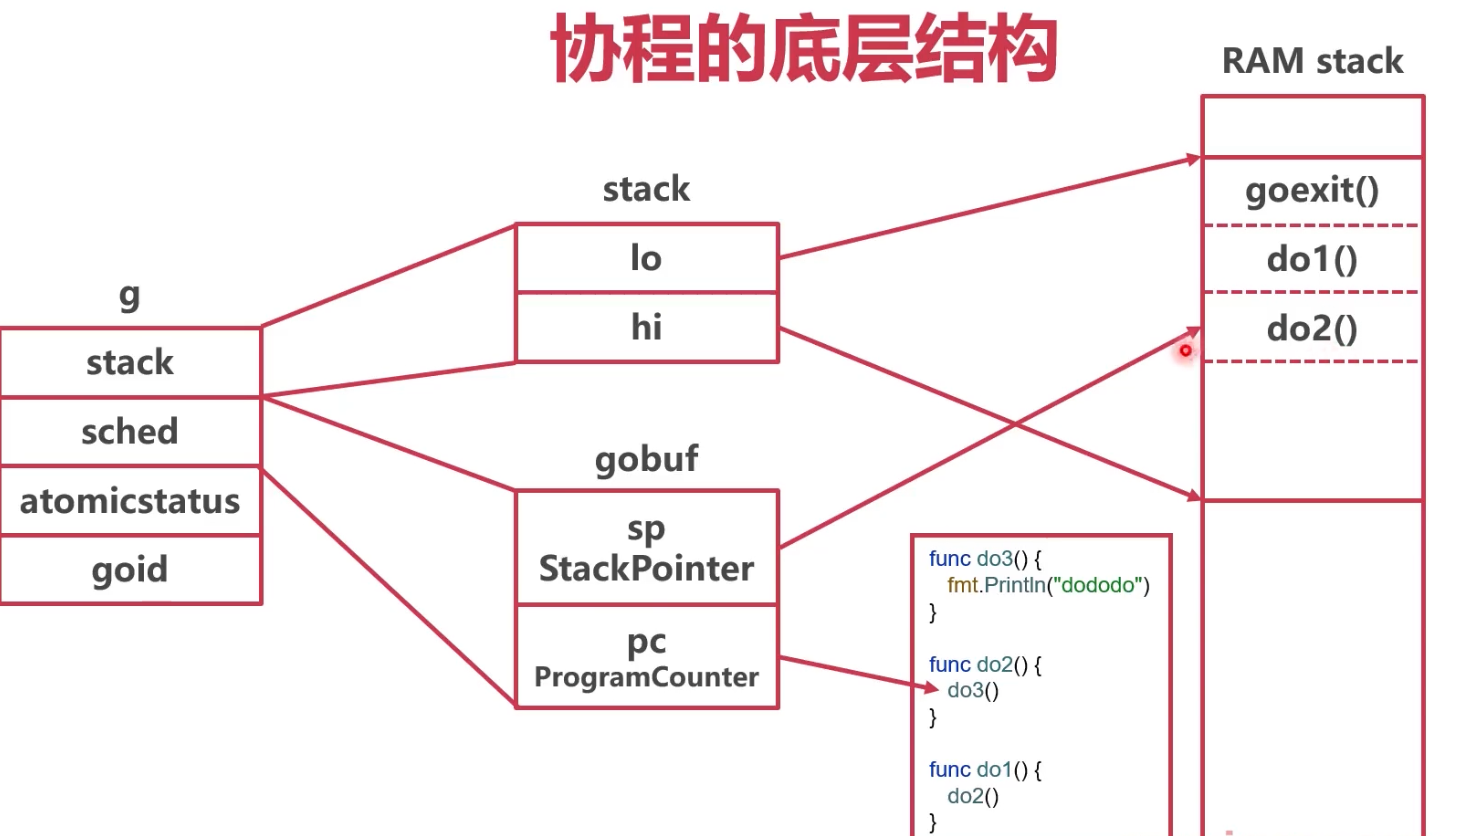 协程的底层结构
RAM stack
goexit()
do1()
do2()
stack
lo
hi
g
stack
sched
atomicstatus
goid
gobuf
sp
StackPointer
pc
ProgramCounter
func do3() {
fmt.Println("dododo")
}
func do2() {
do3()
}
func do1() {
do2()
}